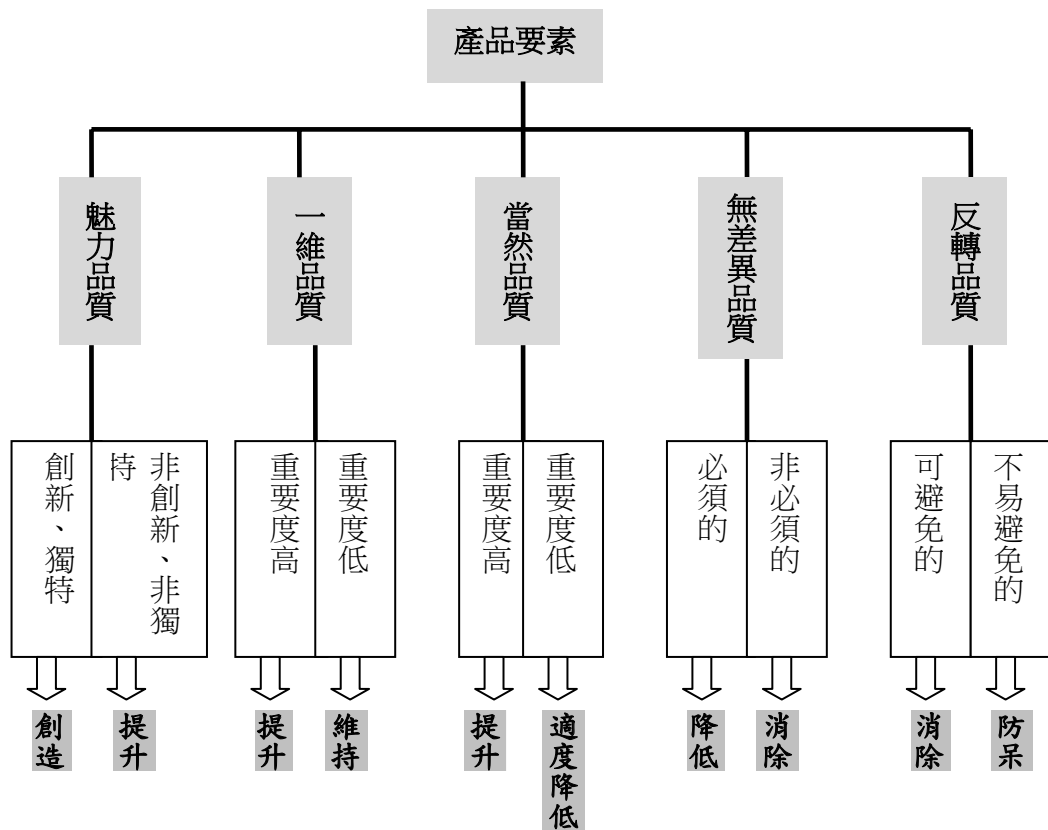 產品要素
魅力品質
一維品質
當然品質
無差異品質
反轉品質
創新、獨特
非創新、非獨
特
重要度高
重要度低
重要度高
重要度低
必須的
非必須的
可避免的
不易避免的
創造
提升
提升
維持
提升
適度降低
降低
消除
消除
防呆